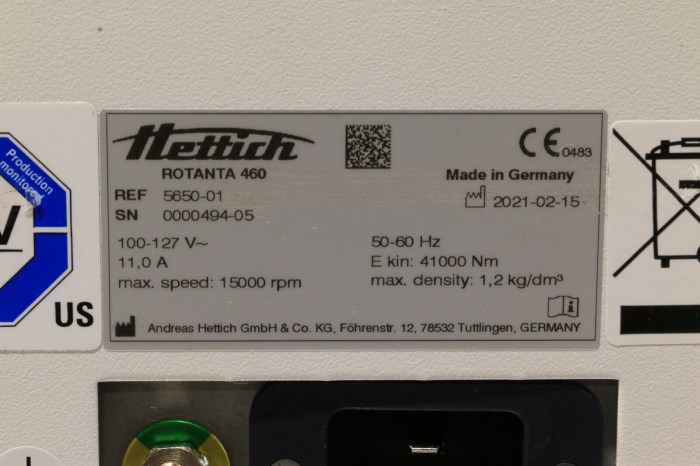 Production
monitored
V
US
Hettich
ROTANTA 460
CE 0483
Made in Germany
REF 5650-01
2021-02-15
SN 0000494-05
100-127 V~ 50-60 Hz
11,0 A E kin: 41000 Nm
max. speed: 15000 rpm max. density: 1,2 kg/dm³
Andreas Hettich GmbH & Co. KG, Föhrenstr. 12, 78532 Tuttlingen, GERMANY